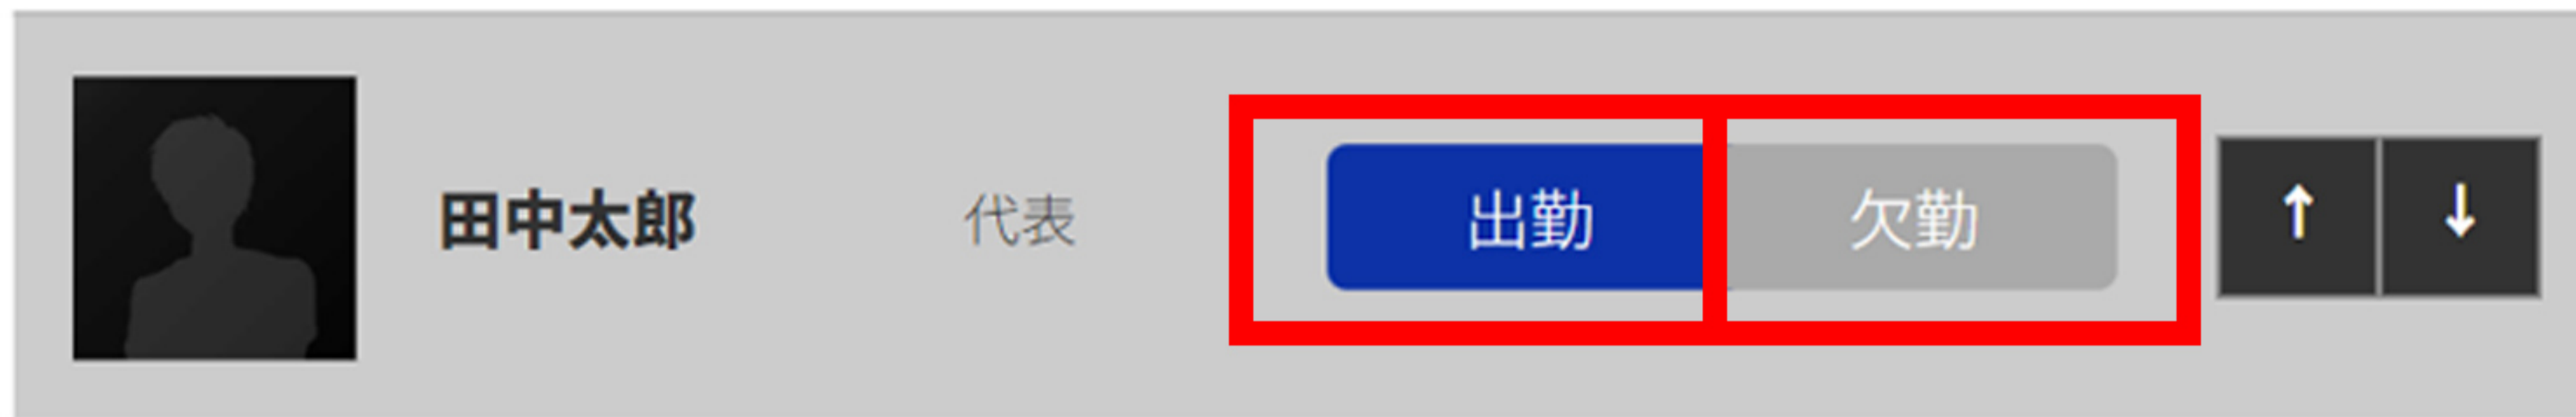 田中太郎 代表 出勤 欠勤 ↑ ↓